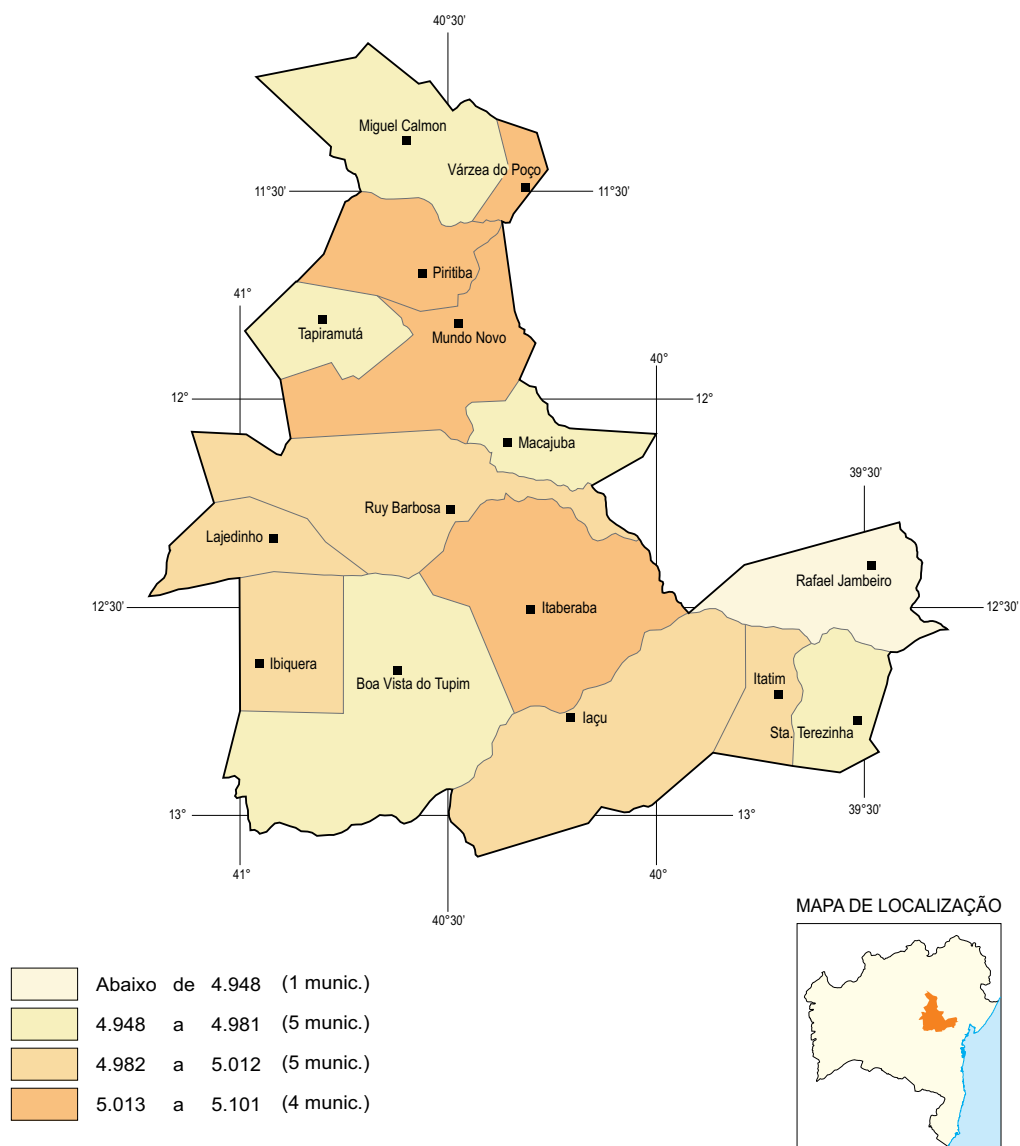 40°30'
Miguel Calmon
Várzea do Poço
11°30'
11°30'
Piritiba
41°
Tapiramutá
Mundo Novo
40°
12°
12°
Macajuba
39°30'
Ruy Barbosa
Lajedinho
Rafael Jambeiro
12°30'
Itaberaba
12°30'
Ibiquera
Boa Vista do Tupim
Itatim
Iaçu
Sta. Terezinha
13°
13°
39°30'
41°
40°
40°30'
MAPA DE LOCALIZAÇÃO
Abaixo de 4.948 (1 munic.)
4.948 a 4.981 (5 munic.)
4.982 a 5.012 (5 munic.)
5.013 a 5.101 (4 munic.)